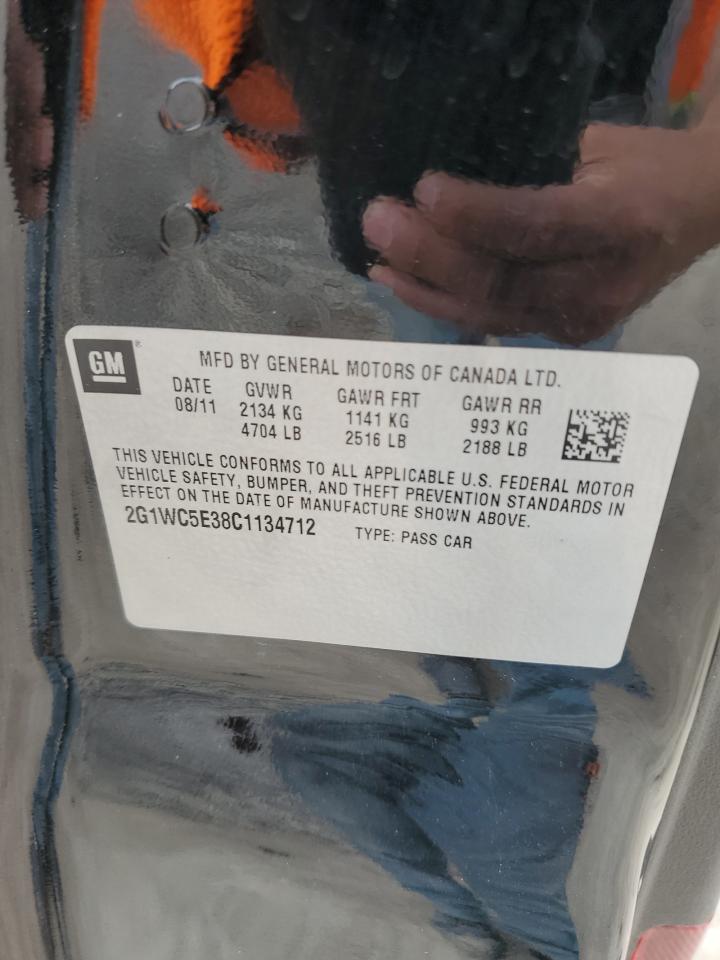 GM ®
MFD BY GENERAL MOTORS OF CANADA LTD.
DATE GVWR GAWR FRT GAWR RR
08/11 2134 KG 1141 KG 993 KG
4704 LB 2516 LB 2188 LB
THIS VEHICLE CONFORMS TO ALL APPLICABLE U.S. FEDERAL MOTOR
VEHICLE SAFETY, BUMPER, AND THEFT PREVENTION STANDARDS IN
EFFECT ON THE DATE OF MANUFACTURE SHOWN ABOVE.
2G1WC5E38C1134712 TYPE: PASS CAR